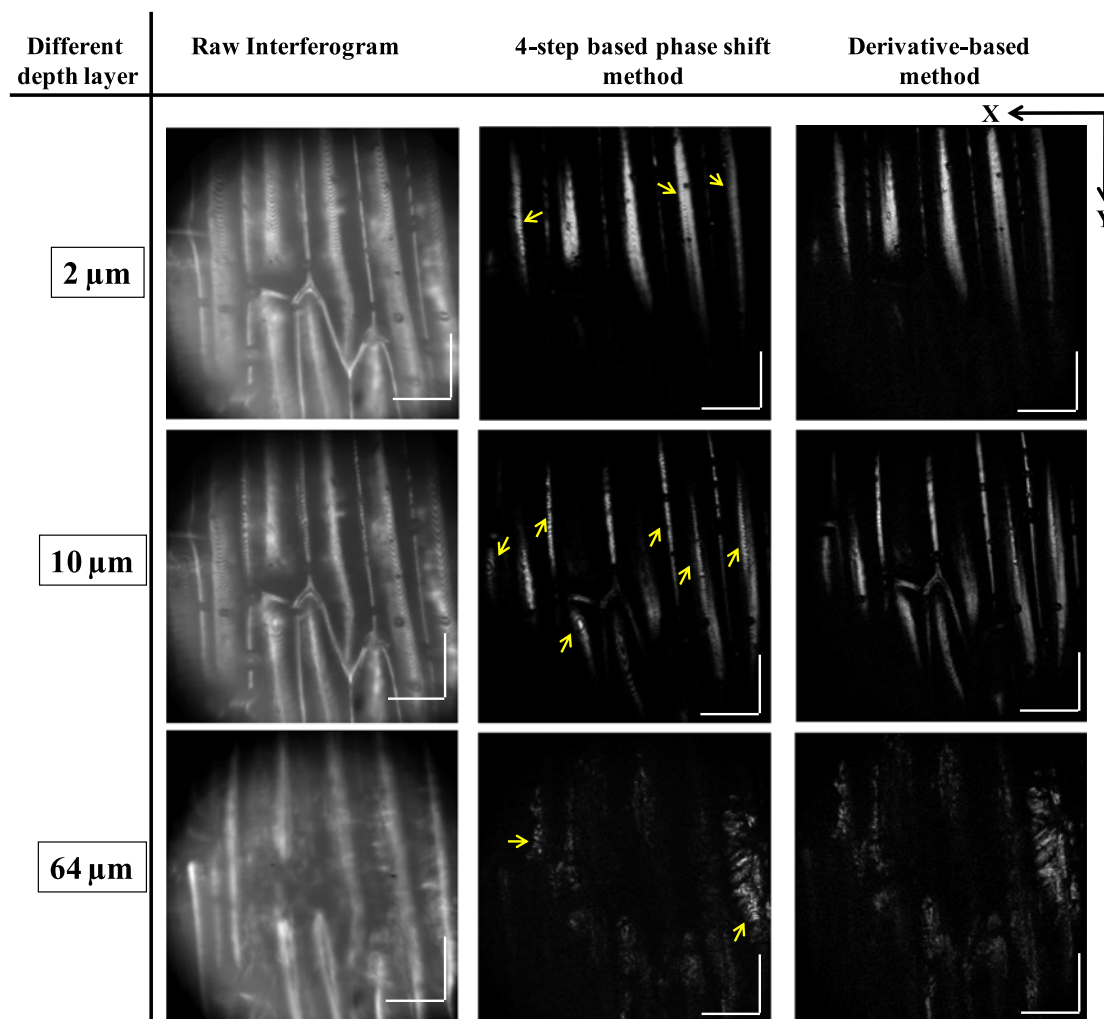 Different
depth layer
Raw Interferogram
4-step based phase shift
method
Derivative-based
method
X
Y
2 µm
10 µm
64 µm